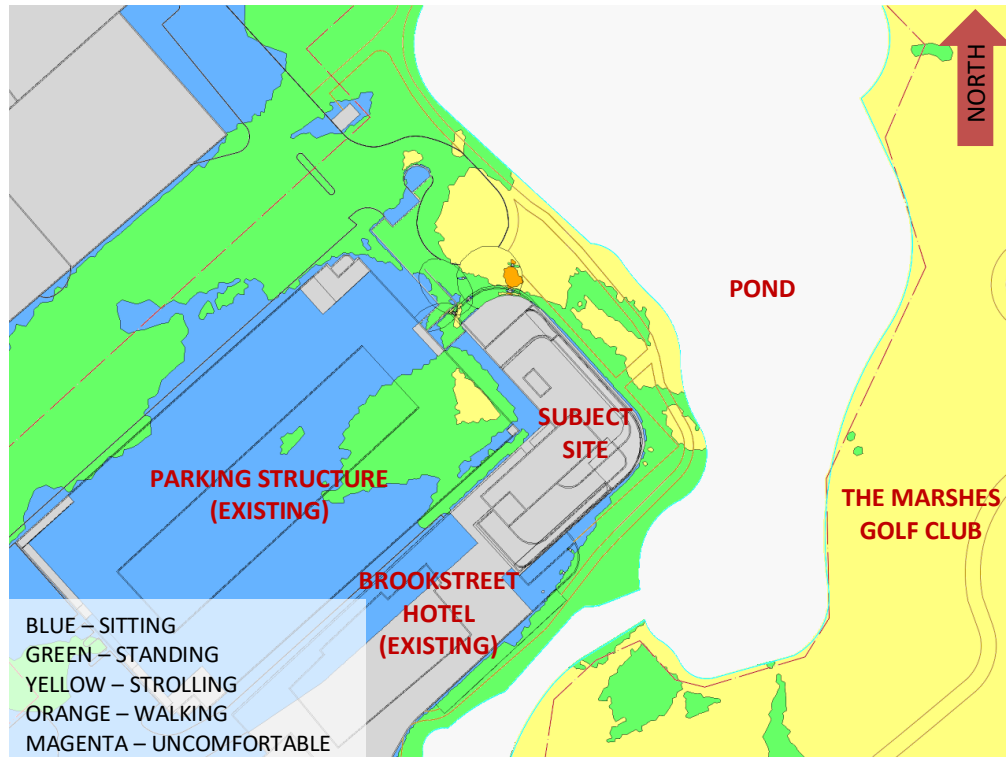 NORTH
POND
SUBJECT
SITE
PARKING STRUCTURE
(EXISTING)
THE MARSHES
GOLF CLUB
BROOKSTREET
HOTEL
(EXISTING)
BLUE – SITTING
GREEN – STANDING
YELLOW – STROLLING
ORANGE – WALKING
MAGENTA – UNCOMFORTABLE